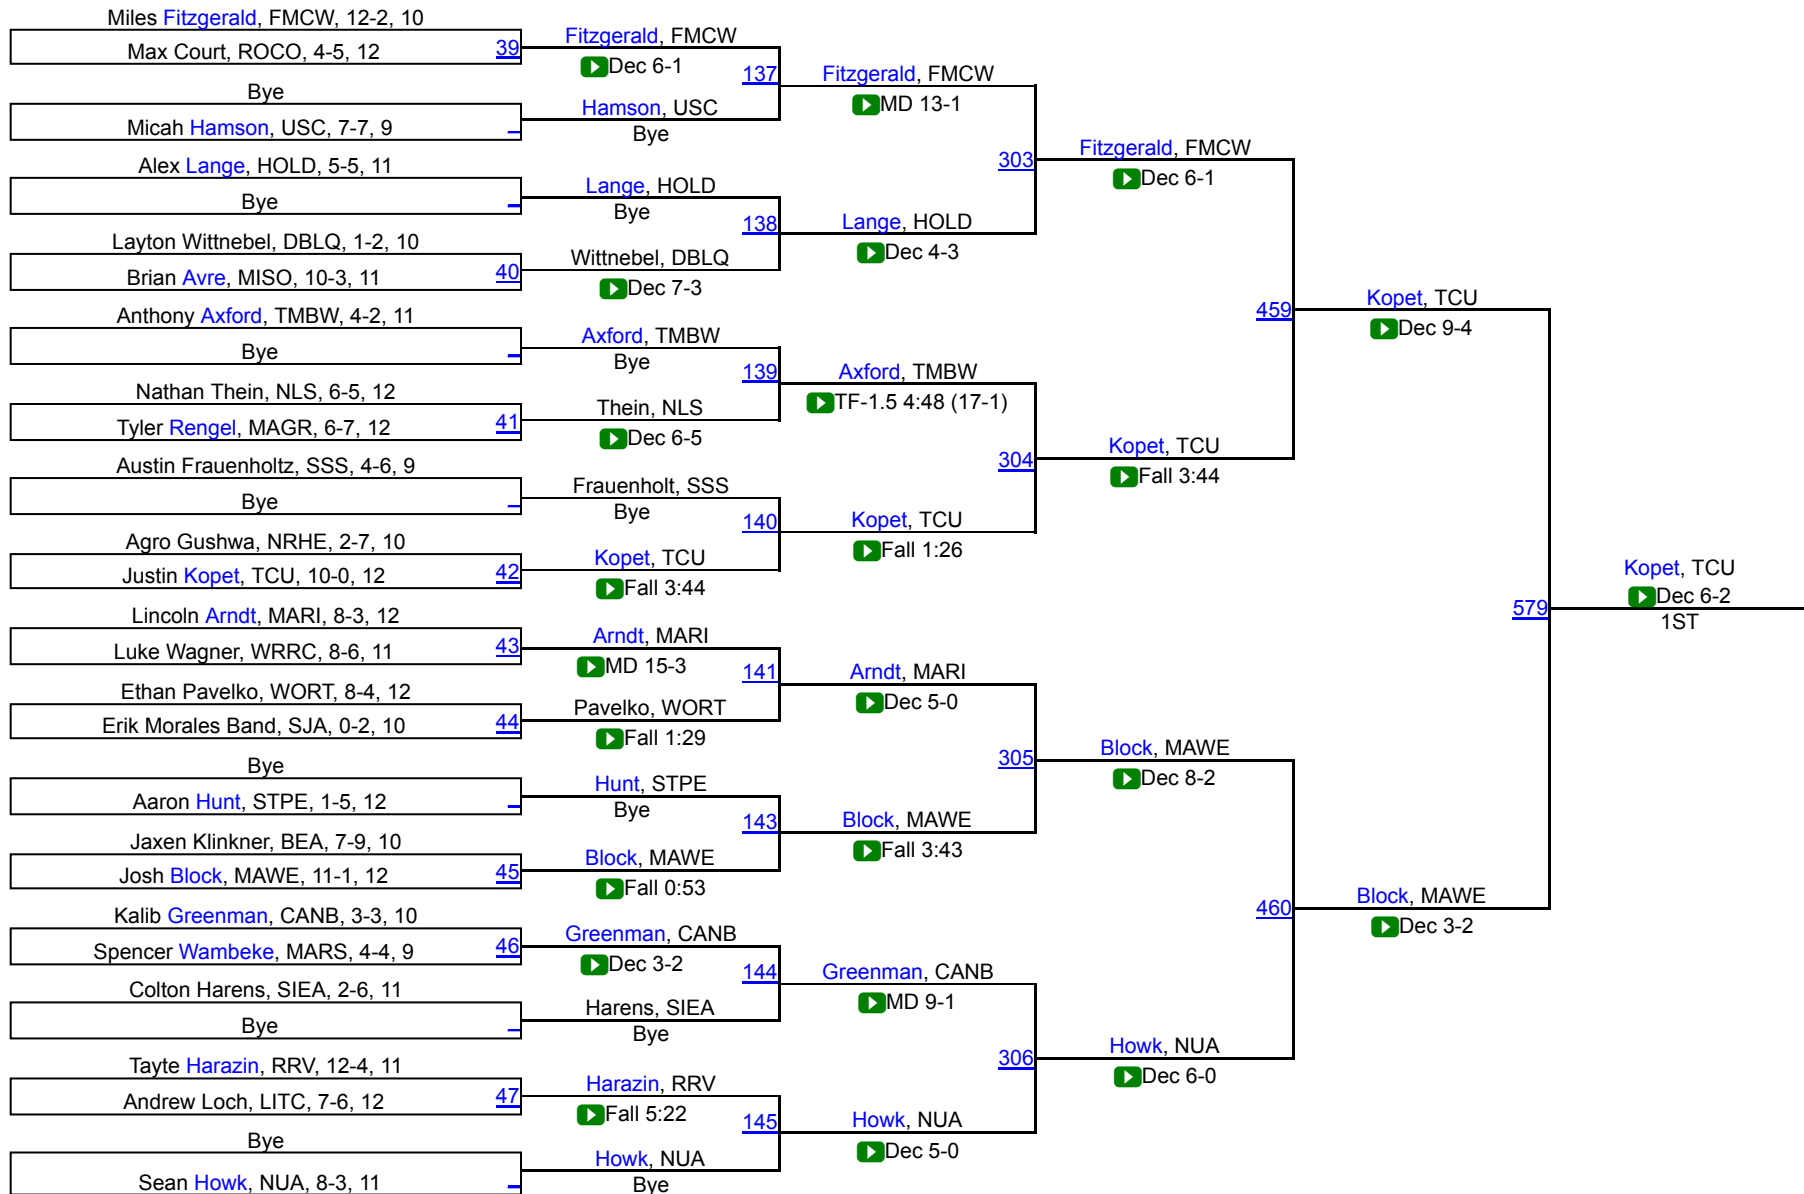 Miles Fitzgerald, FMCW, 12-2, 10
Max Court, ROCO, 4-5, 12
39
Bye
Micah Hamson, USC, 7-7, 9
Alex Lange, HOLD, 5-5, 11
Bye
Layton Wittnebel, DBLQ, 1-2, 10
Brian Avre, MISO, 10-3, 11
40
Anthony Axford, TMBW, 4-2, 11
Bye
Nathan Thein, NLS, 6-5, 12
Tyler Rengel, MAGR, 6-7, 12
41
Austin Frauenholtz, SSS, 4-6, 9
Bye
Agro Gushwa, NRHE, 2-7, 10
Justin Kopet, TCU, 10-0, 12
42
Lincoln Arndt, MARI, 8-3, 12
Luke Wagner, WRRC, 8-6, 11
43
Ethan Pavelko, WORT, 8-4, 12
Erik Morales Band, SJA, 0-2, 10
44
Bye
Aaron Hunt, STPE, 1-5, 12
Jaxen Klinkner, BEA, 7-9, 10
Josh Block, MAWE, 11-1, 12
45
Kalib Greenman, CANB, 3-3, 10
Spencer Wambeke, MARS, 4-4, 9
46
Colton Harens, SIEA, 2-6, 11
Bye
Tayte Harazin, RRV, 12-4, 11
Andrew Loch, LITC, 7-6, 12
47
Bye
Sean Howk, NUA, 8-3, 11
Fitzgerald, FMCW
Dec 6-1
137
Hamson, USC
Bye
Lange, HOLD
Bye
138
Wittnebel, DBLQ
Dec 7-3
Axford, TMBW
Bye
139
Thein, NLS
Dec 6-5
Frauenholt, SSS
Bye
140
Kopet, TCU
Fall 3:44
Arndt, MARI
MD 15-3
141
Pavelko, WORT
Fall 1:29
Hunt, STPE
Bye
143
Block, MAWE
Fall 0:53
Greenman, CANB
Dec 3-2
144
Harens, SIEA
Bye
Harazin, RRV
Fall 5:22
145
Howk, NUA
Bye
Fitzgerald, FMCW
MD 13-1
303
Lange, HOLD
Dec 4-3
Axford, TMBW
TF-1.5 4:48 (17-1)
304
Kopet, TCU
Fall 1:26
Arndt, MARI
Dec 5-0
305
Block, MAWE
Fall 3:43
Greenman, CANB
MD 9-1
306
Howk, NUA
Dec 5-0
Fitzgerald, FMCW
Dec 6-1
459
Kopet, TCU
Fall 3:44
Block, MAWE
Dec 8-2
460
Howk, NUA
Dec 6-0
Kopet, TCU
Dec 9-4
579
Block, MAWE
Dec 3-2
Kopet, TCU
Dec 6-2
1ST